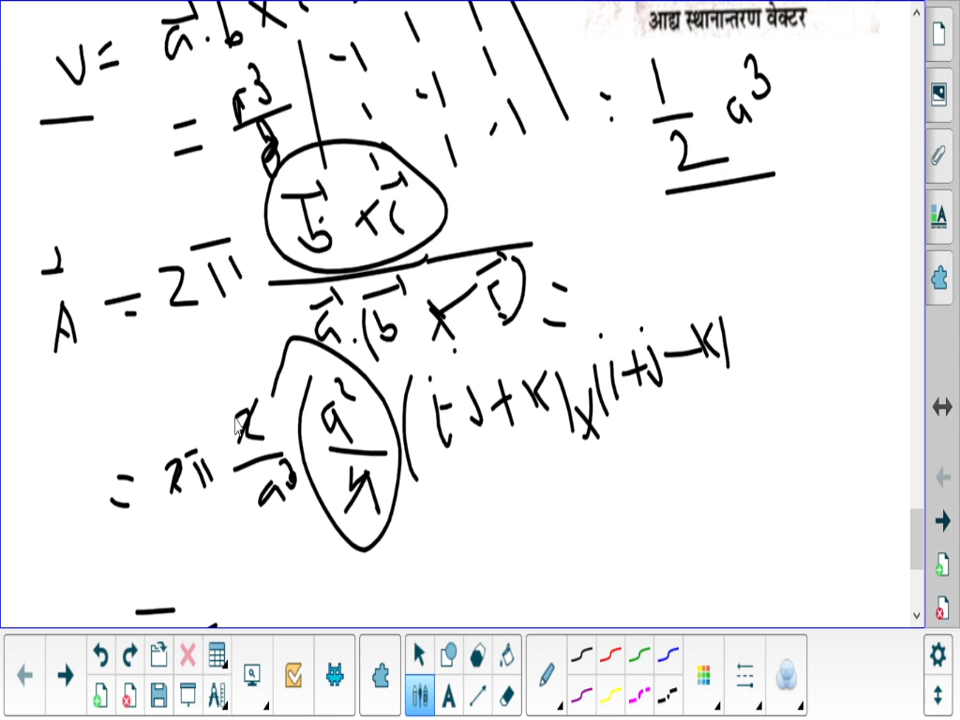 आद्य स्थानान्तरण वेक्टर
V = a⃗ . b⃗ ×
= a³/8 : 1/2 a³
A⃗ = 2π (b⃗ × c⃗) / a⃗ . (b⃗ × c⃗) =
= 2π 2/a³ (a²/4 (i - j + k) × (i + j - k)